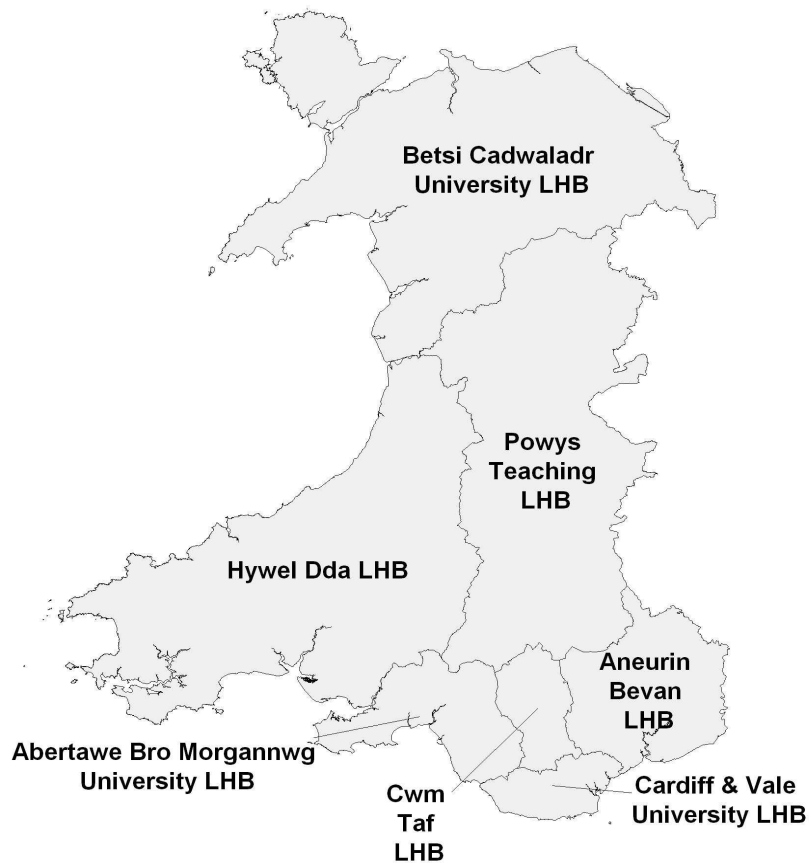 Betsi Cadwaladr
University LHB
Powys
Teaching
LHB
Hywel Dda LHB
Aneurin
Bevan
LHB
Abertawe Bro Morgannwg
University LHB
Cwm
Taf
LHB
Cardiff & Vale
University LHB